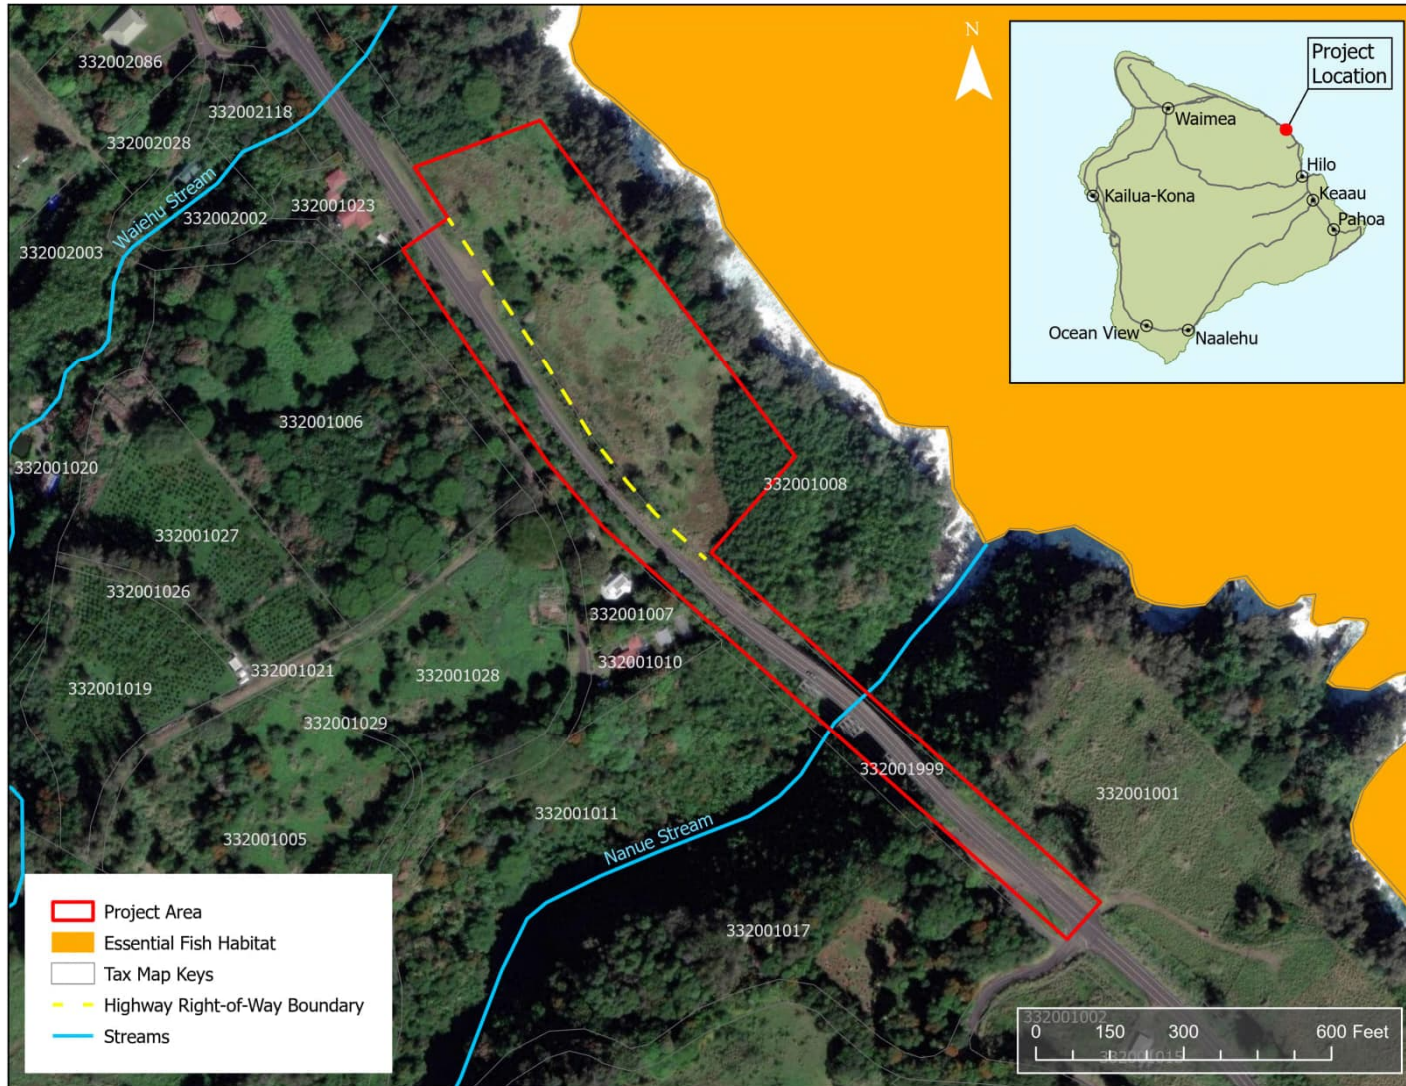 332002086
332002118
332002028
Waiehu Stream
332002002
332001023
332002003
332001006
332001020
332001027
332001026
332001008
332001007
332001010
332001021
332001019
332001028
332001029
332001999
332001001
332001011
332001005
Nanue Stream
332001017
332001002
332001015
N
Project
Location
Waimea
Hilo
Keaau
Kailua-Kona
Pahoa
Ocean View
Naalehu
Project Area
Essential Fish Habitat
Tax Map Keys
Highway Right-of-Way Boundary
Streams
0 150 300 600 Feet